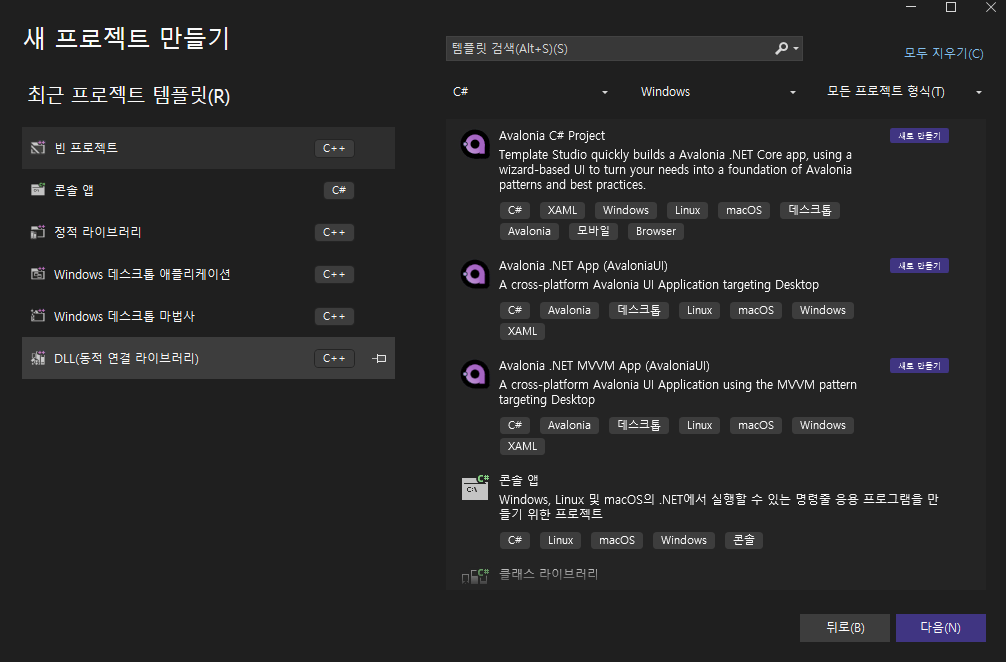 새 프로젝트 만들기
최근 프로젝트 템플릿(R)
빈 프로젝트 C++
콘솔 앱 C#
정적 라이브러리 C++
Windows 데스크톱 애플리케이션 C++
Windows 데스크톱 마법사 C++
DLL(동적 연결 라이브러리) C++
템플릿 검색(Alt+S)(S)
모두 지우기(C)
C# Windows 모든 프로젝트 형식(T)
Avalonia C# Project 새로 만들기
Template Studio quickly builds a Avalonia .NET Core app, using a
wizard-based UI to turn your needs into a foundation of Avalonia
patterns and best practices.
C# XAML Windows Linux macOS 데스크톱
Avalonia 모바일 Browser
Avalonia .NET App (AvaloniaUI) 새로 만들기
A cross-platform Avalonia UI Application targeting Desktop
C# Avalonia 데스크톱 Linux macOS Windows
XAML
Avalonia .NET MVVM App (AvaloniaUI) 새로 만들기
A cross-platform Avalonia UI Application using the MVVM pattern
targeting Desktop
C# Avalonia 데스크톱 Linux macOS Windows
XAML
콘솔 앱
Windows, Linux 및 macOS의 .NET에서 실행할 수 있는 명령줄 응용 프로그램을 만
들기 위한 프로젝트
C# Linux macOS Windows 콘솔
클래스 라이브러리
뒤로(B) 다음(N)